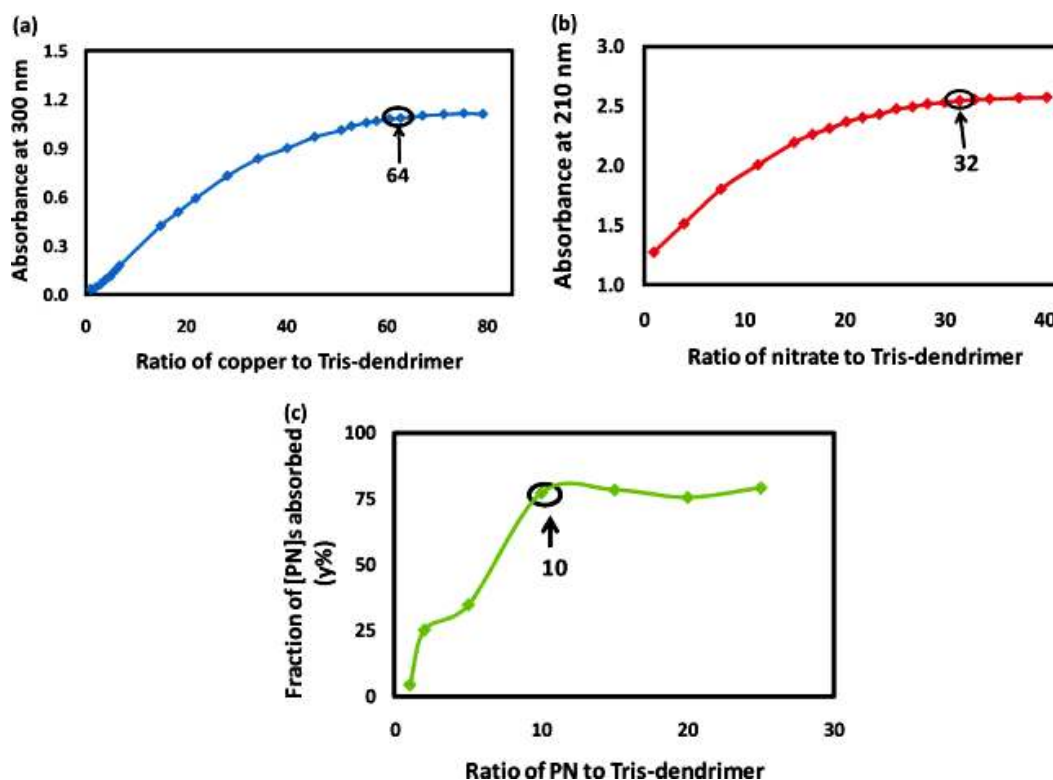 (a)
Absorbance at 300 nm
1.5
1.2
0.9
0.6
0.3
0.0
64
0 20 40 60 80
Ratio of copper to Tris-dendrimer
(b)
Absorbance at 210 nm
3.0
2.5
2.0
1.5
1.0
32
0 10 20 30 40
Ratio of nitrate to Tris-dendrimer
(c)
Fraction of [PN]s absorbed
(y%)
100
75
50
25
0
10
0 10 20 30
Ratio of PN to Tris-dendrimer